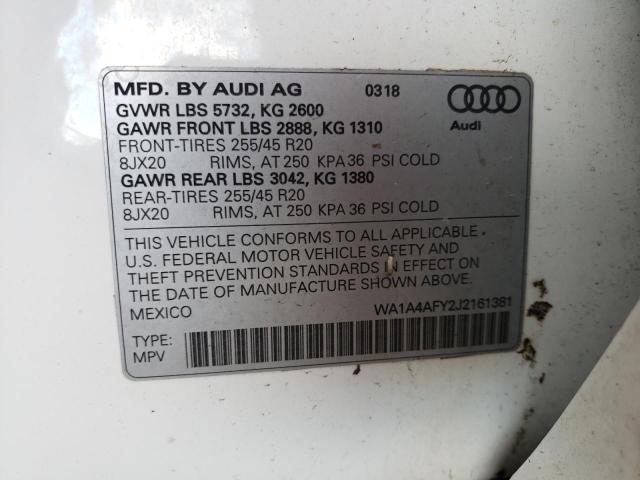 MFD. BY AUDI AG 0318
GVWR LBS 5732, KG 2600
GAWR FRONT LBS 2888, KG 1310
Audi
FRONT-TIRES 255/45 R20
8JX20 RIMS, AT 250 KPA 36 PSI COLD
GAWR REAR LBS 3042, KG 1380
REAR-TIRES 255/45 R20
8JX20 RIMS, AT 250 KPA 36 PSI COLD
THIS VEHICLE CONFORMS TO ALL APPLICABLE
U.S. FEDERAL MOTOR VEHICLE SAFETY AND
THEFT PREVENTION STANDARDS IN EFFECT ON
THE DATE OF MANUFACTURE SHOWN ABOVE.
MEXICO WA1A4AFY2J2161381
TYPE:
MPV